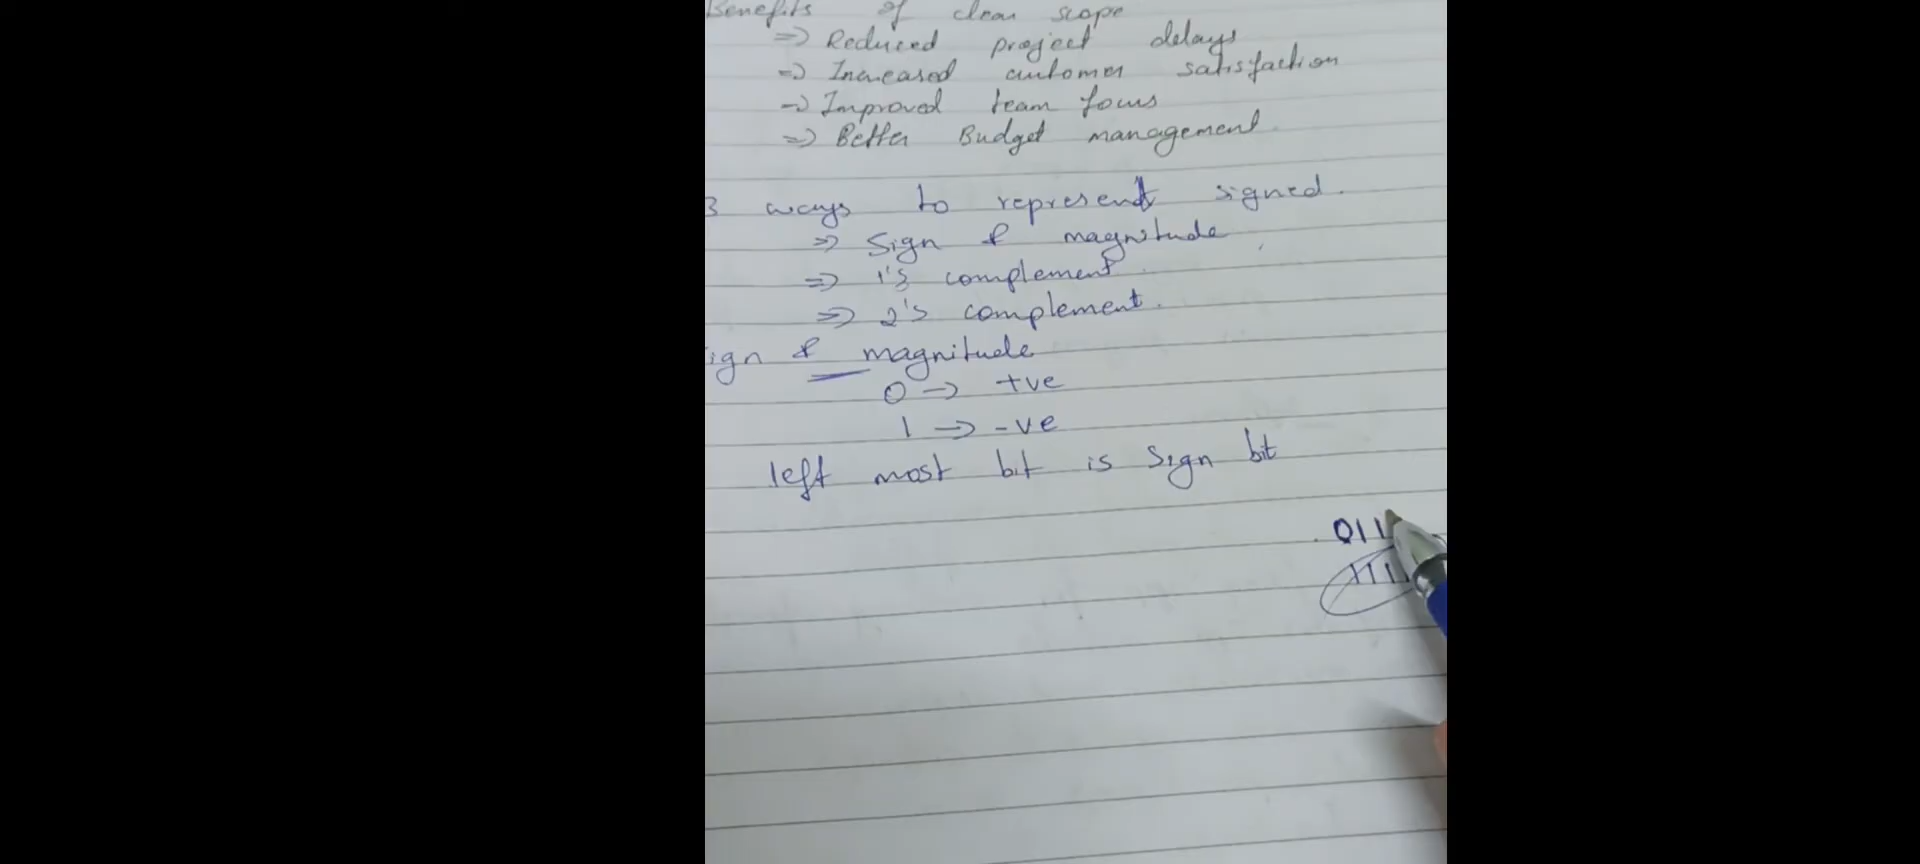 Benefits of clear scope
=> Reduced project delays
=> Increased customer satisfaction
=> Improved team focus
=> Better Budget management.
3 ways to represent signed.
=> Sign & magnitude
=> 1's complement
=> 2's complement.
ign & magnitude
0 -> +ve
1 -> -ve
left most bit is sign bit
011
111